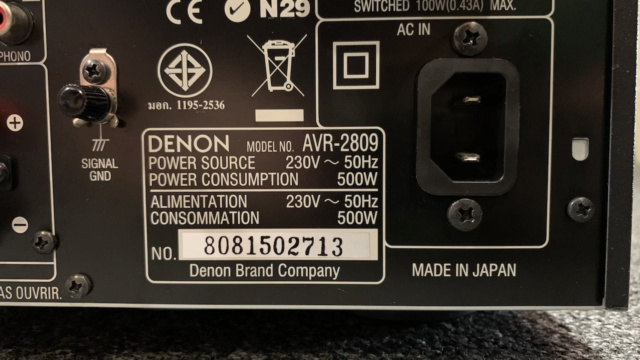 SWITCHED 100W(0.43A) MAX.
CE N29
AC IN
PHONO
มอก. 1195-2536
SIGNAL
GND
DENON MODEL NO. AVR-2809
POWER SOURCE 230V ~ 50Hz
POWER CONSUMPTION 500W
ALIMENTATION 230V ~ 50Hz
CONSOMMATION 500W
NO. 8081502713
Denon Brand Company
MADE IN JAPAN
AS OUVRIR.